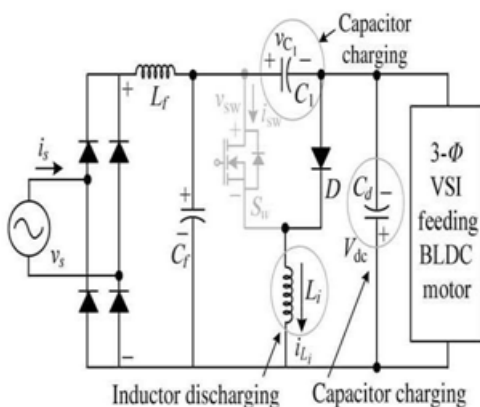 Capacitor
charging
+ v_C1 −
C_1
+
L_f
v_sw
i_sw
+
−
S_w
i_s
v_s
+
−
C_f
D
C_d −
V_dc +
3-Φ
VSI
feeding
BLDC
motor
L_i
i_Li
−
Inductor discharging
Capacitor charging